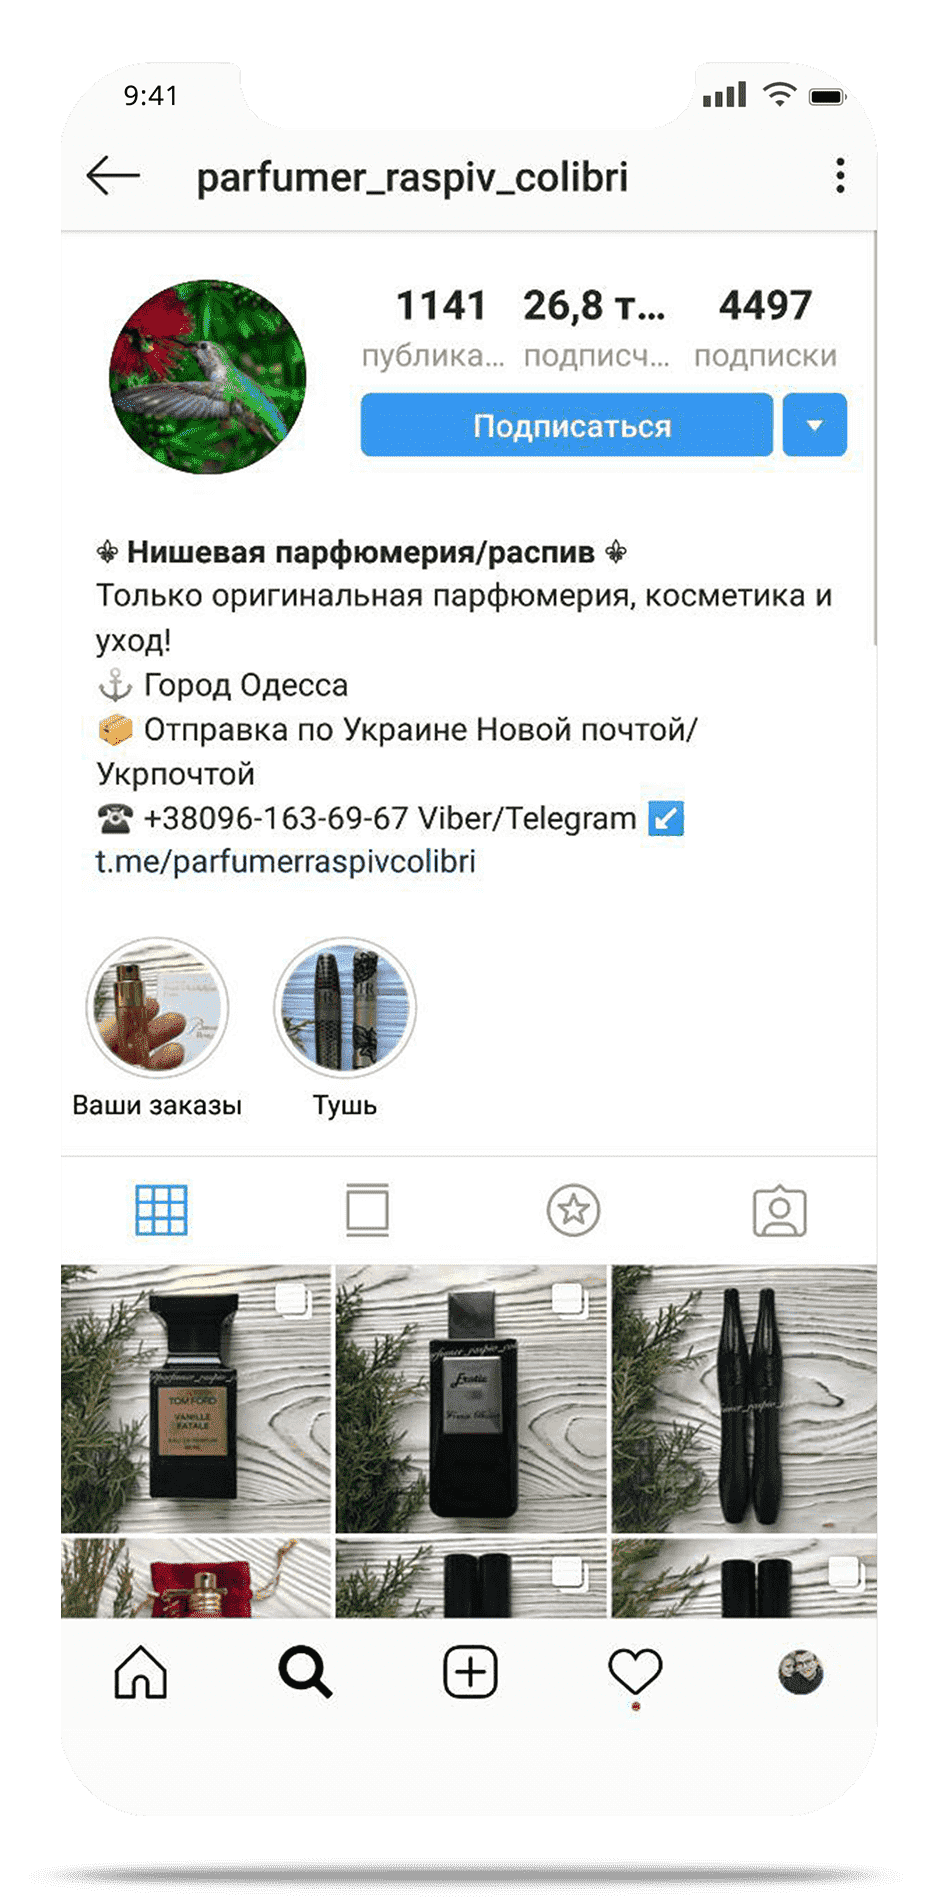 9:41
parfumer_raspiv_colibri
1141 26,8 т... 4497
публика... подписч... подписки
Подписаться
⚜ Нишевая парфюмерия/распив ⚜
Только оригинальная парфюмерия, косметика и
уход!
⚓ Город Одесса
📦 Отправка по Украине Новой почтой/
Укрпочтой
☎ +38096-163-69-67 Viber/Telegram ↙
t.me/parfumerraspivcolibri
Ваши заказы Тушь
TOM FORD
VANILLE
FATALE